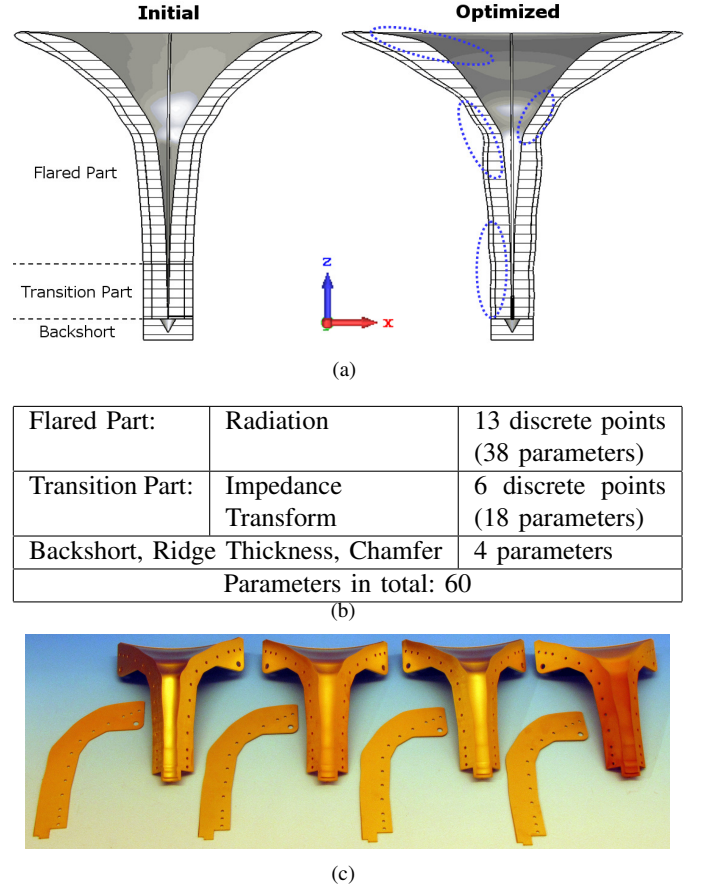 Initial
Optimized
Flared Part
Transition Part
Backshort
z
x
(a)
Flared Part: Radiation 13 discrete points
(38 parameters)
Transition Part: Impedance 6 discrete points
Transform (18 parameters)
Backshort, Ridge Thickness, Chamfer 4 parameters
Parameters in total: 60
(b)
(c)